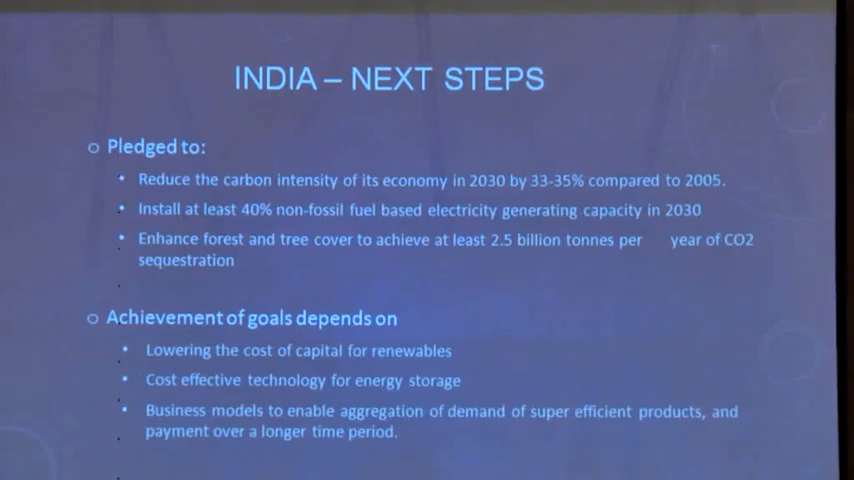 INDIA – NEXT STEPS
o Pledged to:
• Reduce the carbon intensity of its economy in 2030 by 33-35% compared to 2005.
• Install at least 40% non-fossil fuel based electricity generating capacity in 2030
• Enhance forest and tree cover to achieve at least 2.5 billion tonnes per year of CO2
sequestration
o Achievement of goals depends on
• Lowering the cost of capital for renewables
• Cost effective technology for energy storage
• Business models to enable aggregation of demand of super efficient products, and
payment over a longer time period.